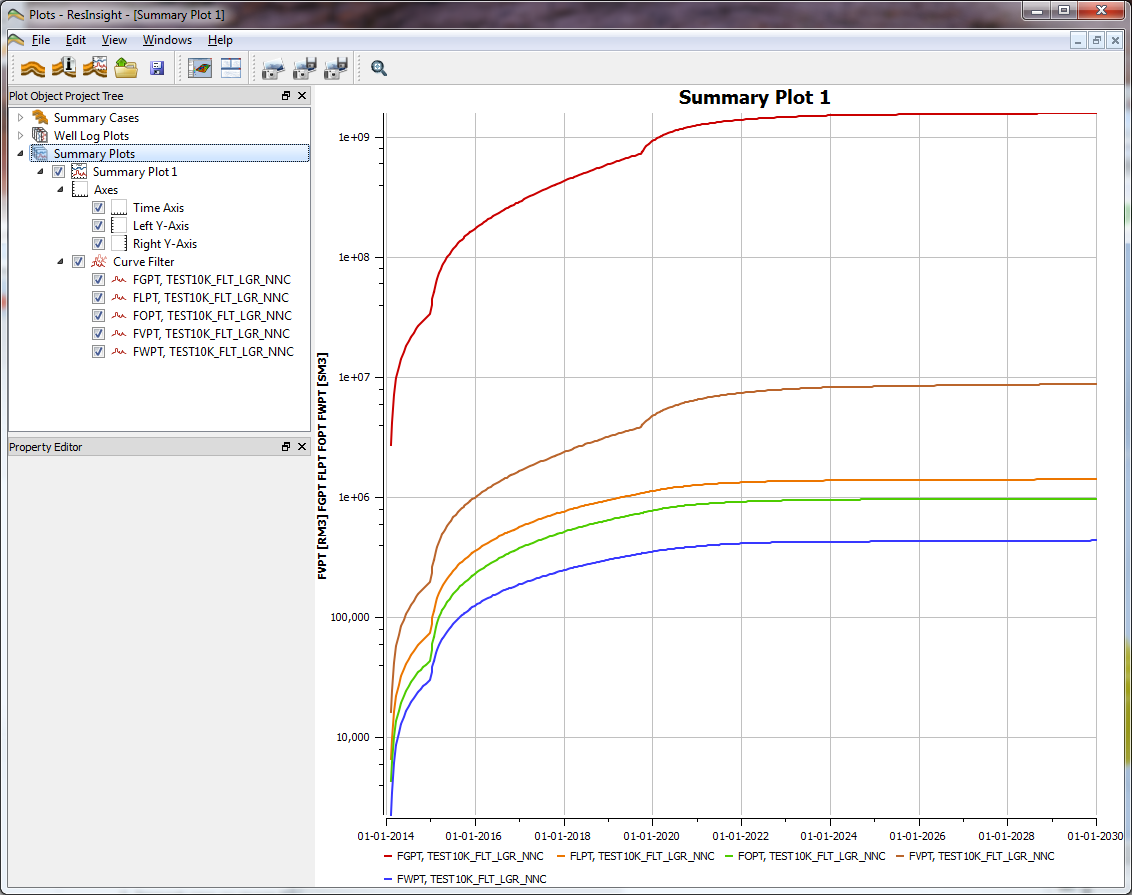 Plots - ResInsight - [Summary Plot 1]
File Edit View Windows Help
Plot Object Project Tree
Summary Cases
Well Log Plots
Summary Plots
Summary Plot 1
Axes
Time Axis
Left Y-Axis
Right Y-Axis
Curve Filter
FGPT, TEST10K_FLT_LGR_NNC
FLPT, TEST10K_FLT_LGR_NNC
FOPT, TEST10K_FLT_LGR_NNC
FVPT, TEST10K_FLT_LGR_NNC
FWPT, TEST10K_FLT_LGR_NNC
Property Editor
Summary Plot 1
FVPT [RM3] FGPT FLPT FOPT FWPT [SM3]
1e+09
1e+08
1e+07
1e+06
100,000
10,000
01-01-2014 01-01-2016 01-01-2018 01-01-2020 01-01-2022 01-01-2024 01-01-2026 01-01-2028 01-01-2030
FGPT, TEST10K_FLT_LGR_NNC FLPT, TEST10K_FLT_LGR_NNC FOPT, TEST10K_FLT_LGR_NNC FVPT, TEST10K_FLT_LGR_NNC
FWPT, TEST10K_FLT_LGR_NNC